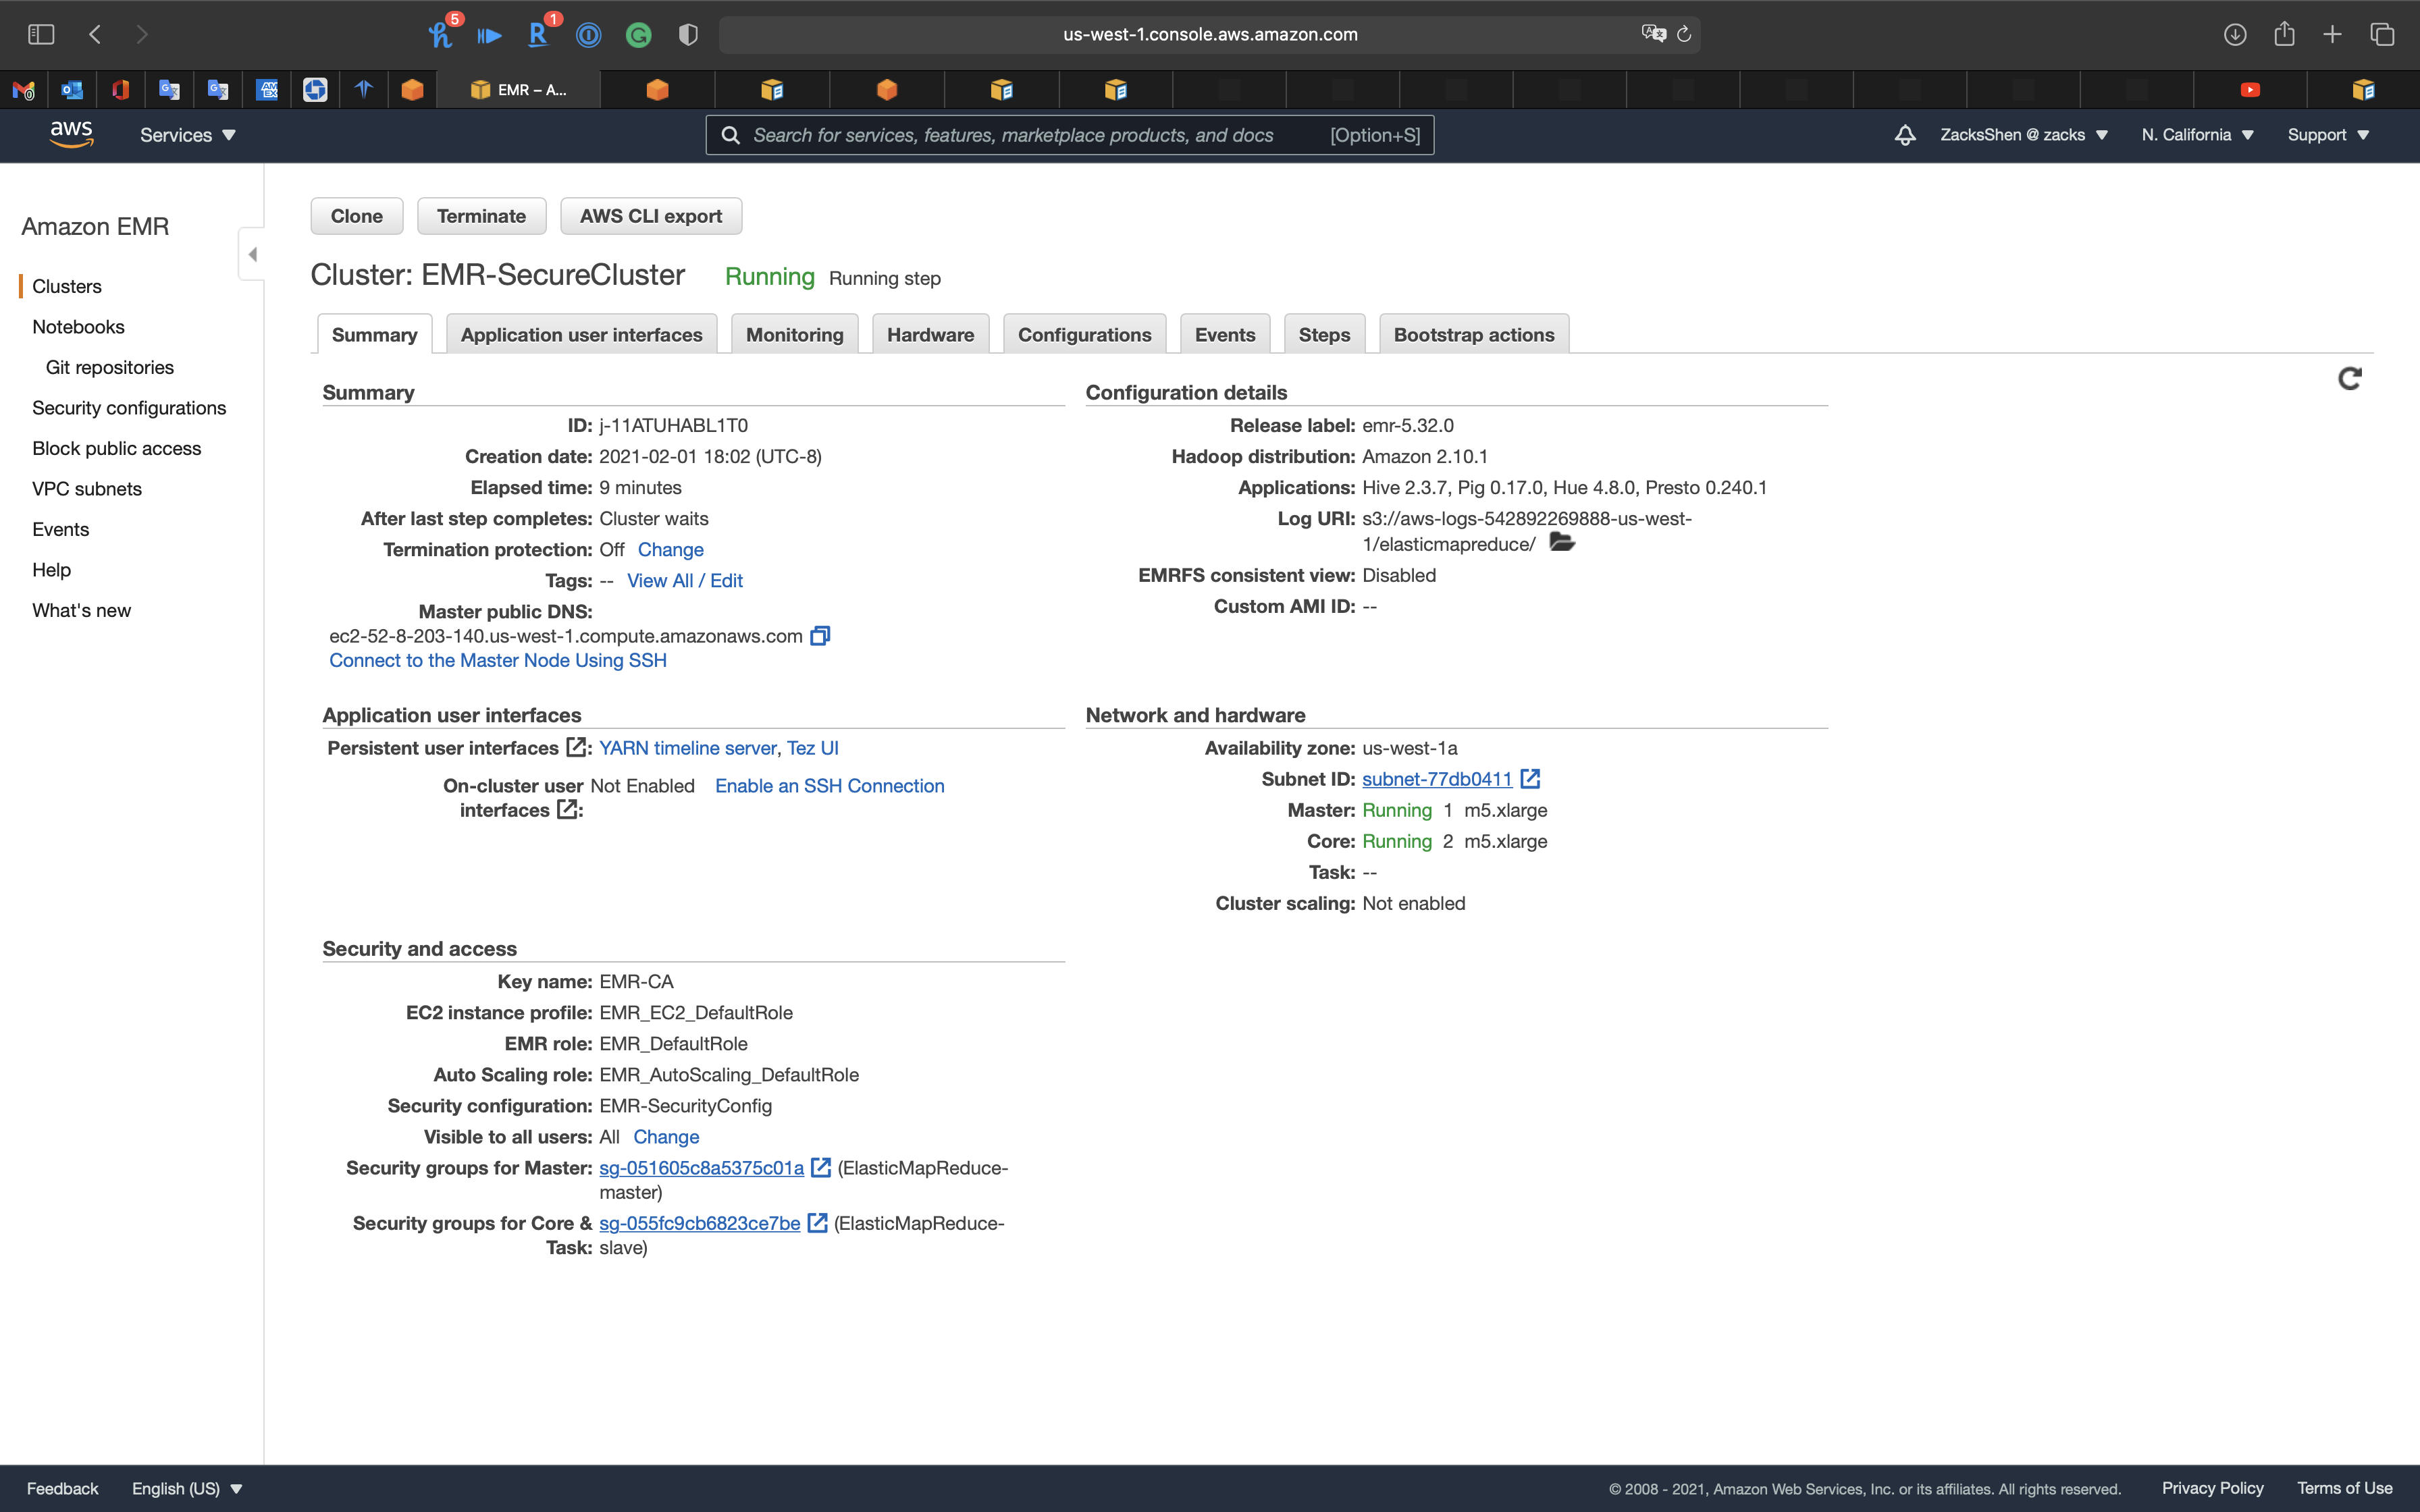 5
1
us-west-1.console.aws.amazon.com
EMR – A...
aws
Services
Search for services, features, marketplace products, and docs [Option+S]
ZacksShen @ zacks
N. California
Support
Amazon EMR
Clusters
Notebooks
Git repositories
Security configurations
Block public access
VPC subnets
Events
Help
What's new
Clone
Terminate
AWS CLI export
Cluster: EMR-SecureCluster Running Running step
Summary
Application user interfaces
Monitoring
Hardware
Configurations
Events
Steps
Bootstrap actions
Summary
ID: j-11ATUHABL1T0
Creation date: 2021-02-01 18:02 (UTC-8)
Elapsed time: 9 minutes
After last step completes: Cluster waits
Termination protection: Off Change
Tags: -- View All / Edit
Master public DNS:
ec2-52-8-203-140.us-west-1.compute.amazonaws.com
Connect to the Master Node Using SSH
Configuration details
Release label: emr-5.32.0
Hadoop distribution: Amazon 2.10.1
Applications: Hive 2.3.7, Pig 0.17.0, Hue 4.8.0, Presto 0.240.1
Log URI: s3://aws-logs-542892269888-us-west-
1/elasticmapreduce/
EMRFS consistent view: Disabled
Custom AMI ID: --
Application user interfaces
Persistent user interfaces : YARN timeline server, Tez UI
On-cluster user Not Enabled Enable an SSH Connection
interfaces :
Network and hardware
Availability zone: us-west-1a
Subnet ID: subnet-77db0411
Master: Running 1 m5.xlarge
Core: Running 2 m5.xlarge
Task: --
Cluster scaling: Not enabled
Security and access
Key name: EMR-CA
EC2 instance profile: EMR_EC2_DefaultRole
EMR role: EMR_DefaultRole
Auto Scaling role: EMR_AutoScaling_DefaultRole
Security configuration: EMR-SecurityConfig
Visible to all users: All Change
Security groups for Master: sg-051605c8a5375c01a (ElasticMapReduce-
master)
Security groups for Core & sg-055fc9cb6823ce7be (ElasticMapReduce-
Task: slave)
Feedback
English (US)
© 2008 - 2021, Amazon Web Services, Inc. or its affiliates. All rights reserved.
Privacy Policy
Terms of Use